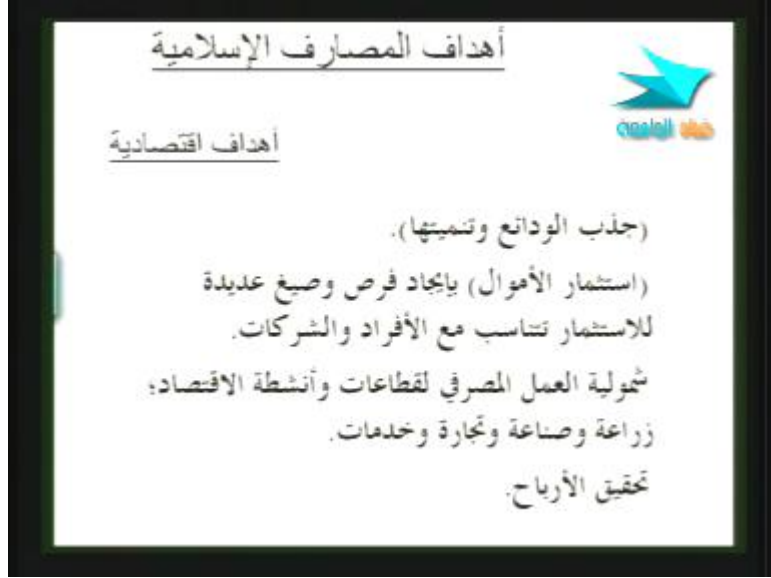 أهداف المصارف الإسلامية
أهداف اقتصادية
(جذب الودائع وتنميتها).
(استثمار الأموال) بإيجاد فرص وصيغ عديدة
للاستثمار تتناسب مع الأفراد والشركات.
شمولية العمل المصرفي لقطاعات وأنشطة الاقتصاد؛
زراعة وصناعة وتجارة وخدمات.
تحقيق الأرباح.